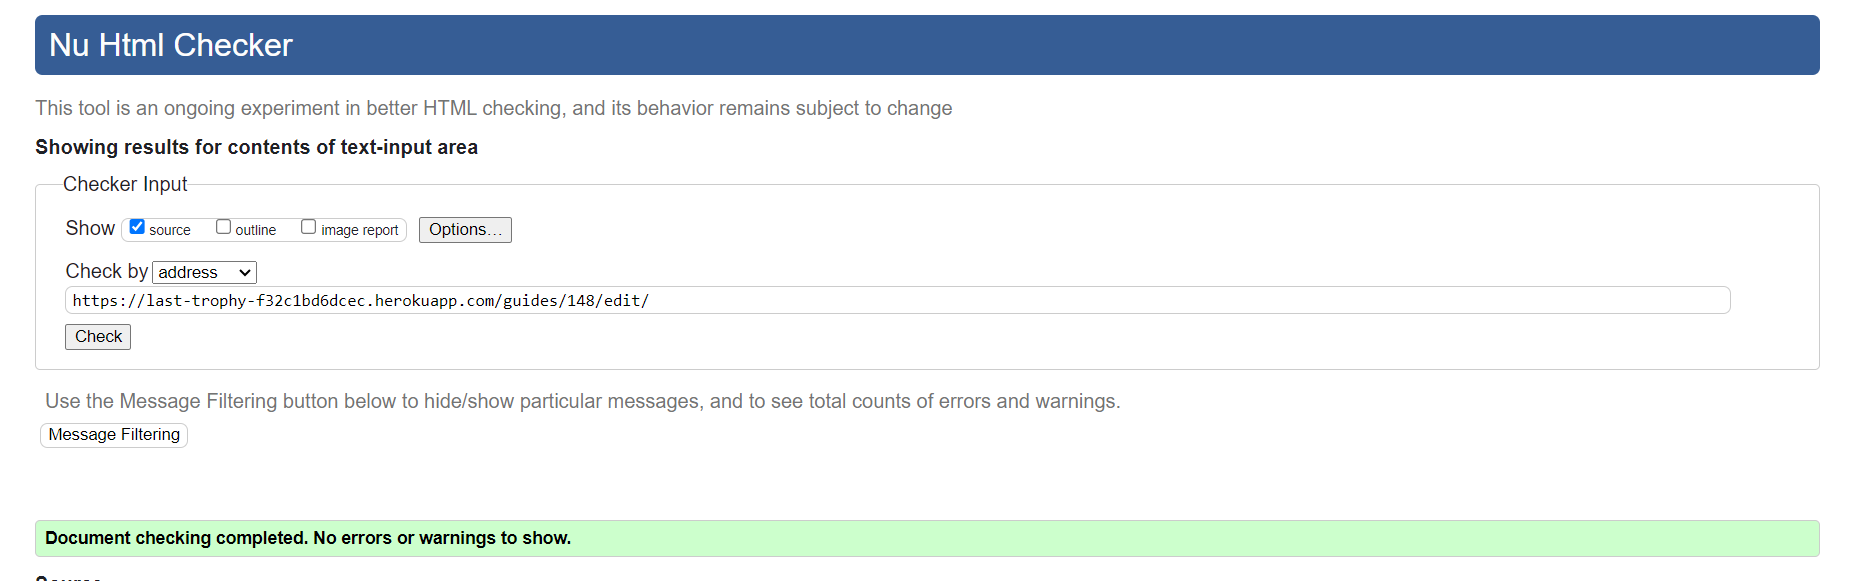 Nu Html Checker
This tool is an ongoing experiment in better HTML checking, and its behavior remains subject to change
Showing results for contents of text-input area
Checker Input
Show source outline image report Options...
Check by address
https://last-trophy-f32c1bd6dcec.herokuapp.com/guides/148/edit/
Check
Use the Message Filtering button below to hide/show particular messages, and to see total counts of errors and warnings.
Message Filtering
Document checking completed. No errors or warnings to show.